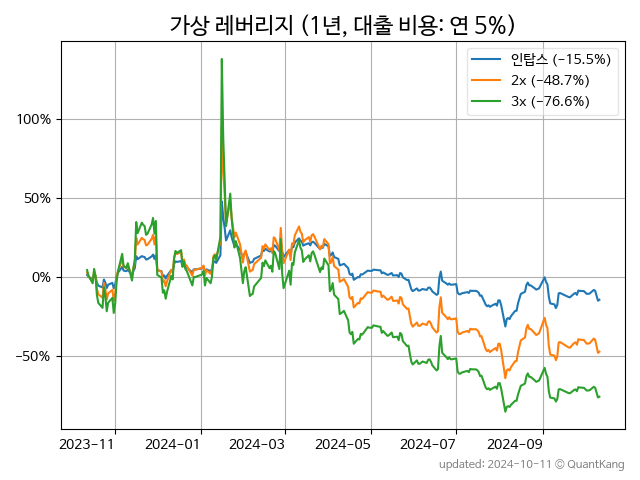 가상 레버리지 (1년, 대출 비용: 연 5%)
인탑스 (-15.5%)
2x (-48.7%)
3x (-76.6%)
100%
50%
0%
-50%
2023-11 2024-01 2024-03 2024-05 2024-07 2024-09
updated: 2024-10-11 © QuantKang